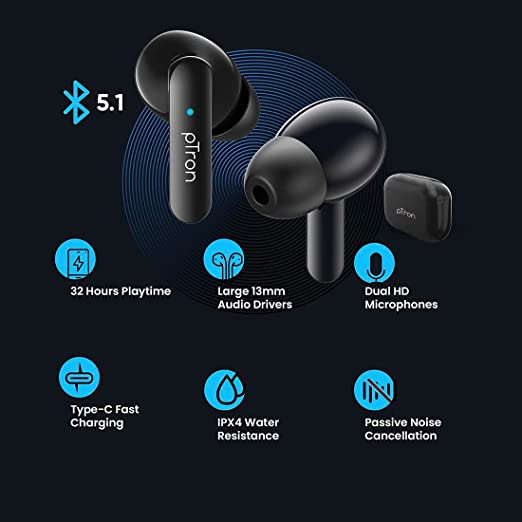 5.1
pTron
pTron
32 Hours Playtime
Large 13mm
Audio Drivers
Dual HD
Microphones
Type-C Fast
Charging
IPX4 Water
Resistance
Passive Noise
Cancellation